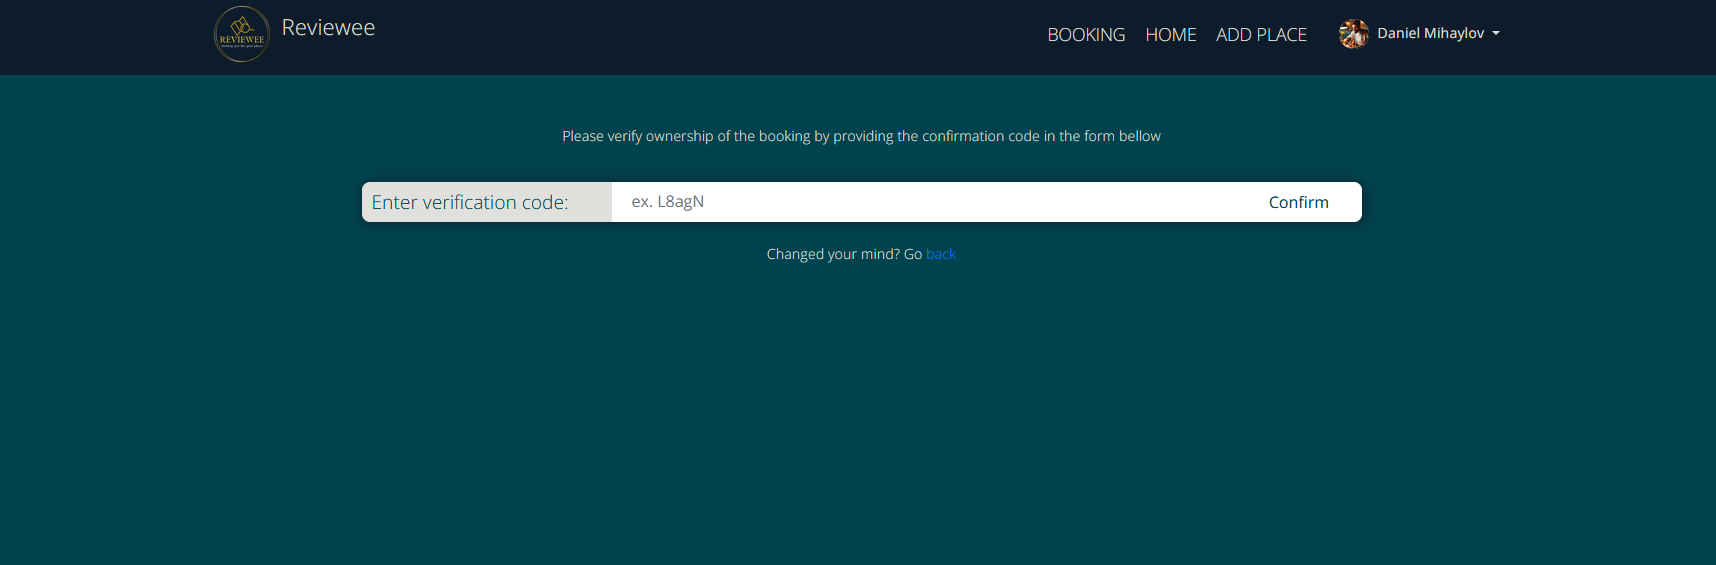 REVIEWEE
Reviewee
BOOKING HOME ADD PLACE Daniel Mihaylov
Please verify ownership of the booking by providing the confirmation code in the form bellow
Enter verification code: ex. L8agN Confirm
Changed your mind? Go back